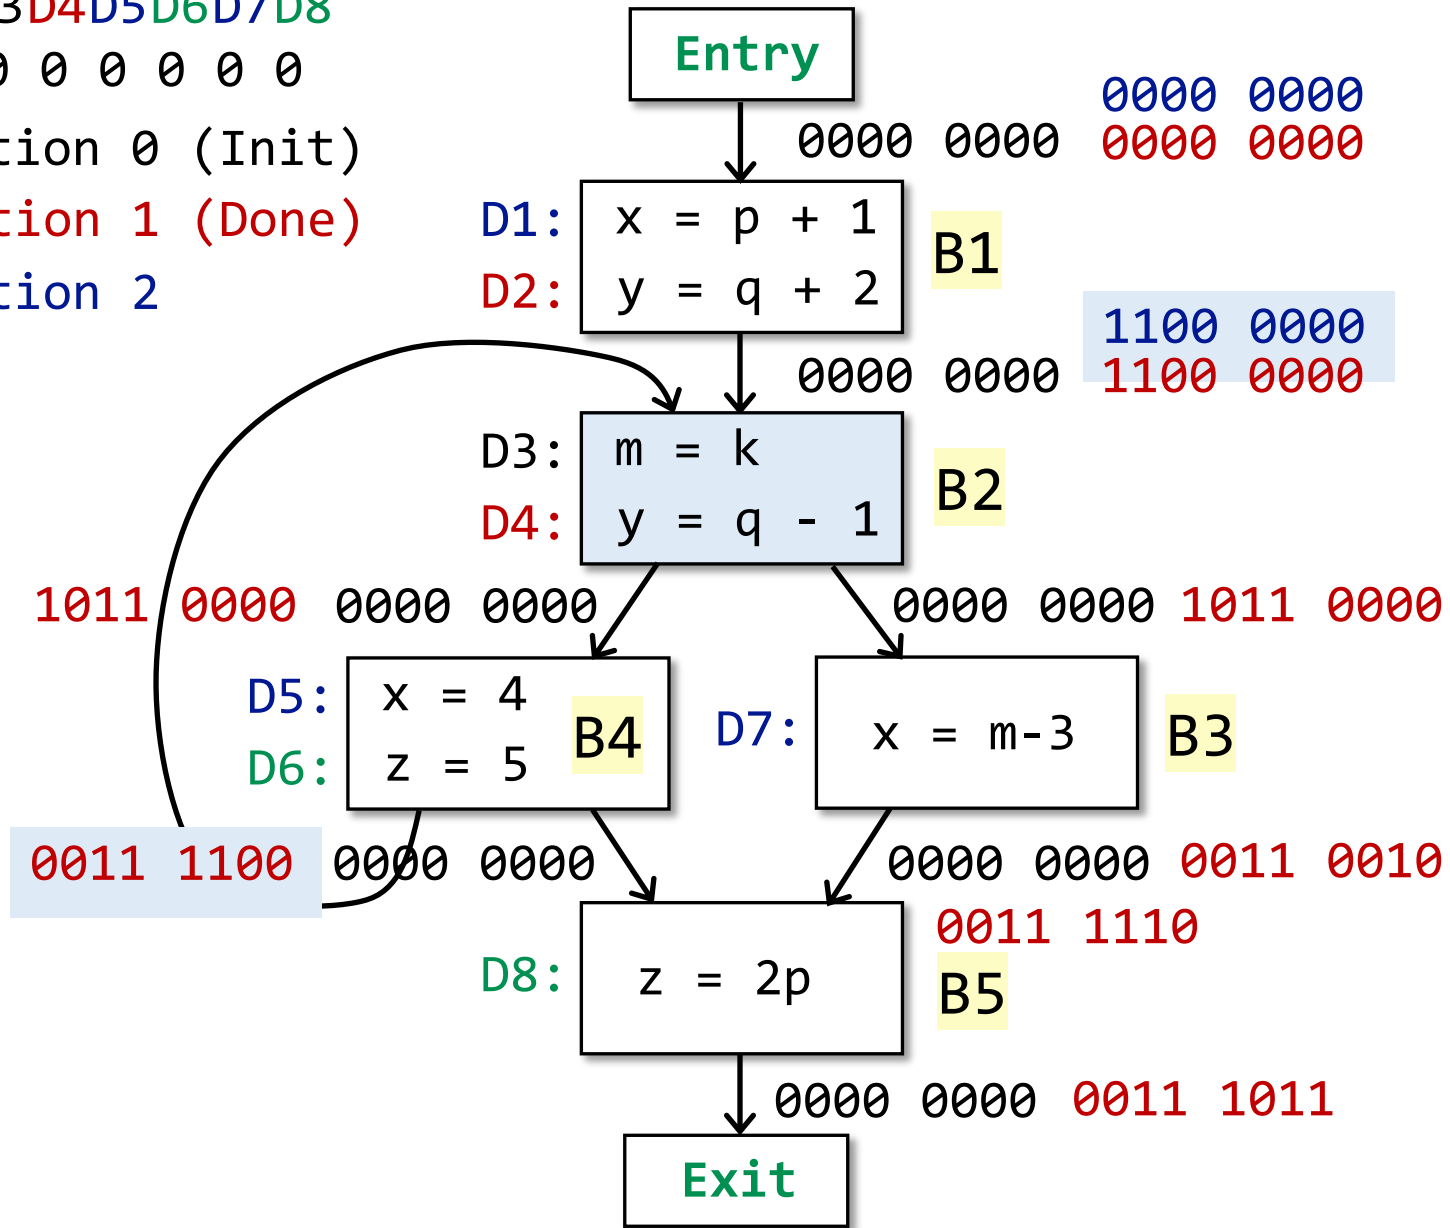 3D4D5D6D7D8
0 0 0 0 0 0
tion 0 (Init)
tion 1 (Done)
tion 2
Entry
0000 0000
0000 0000 0000 0000
D1: x = p + 1
D2: y = q + 2
B1
1100 0000
0000 0000 1100 0000
D3: m = k
D4: y = q - 1
B2
1011 0000 0000 0000
0000 0000 1011 0000
D5: x = 4
D6: z = 5
B4
D7: x = m-3
B3
0011 1100 0000 0000
0000 0000 0011 0010
0011 1110
D8: z = 2p
B5
0000 0000 0011 1011
Exit